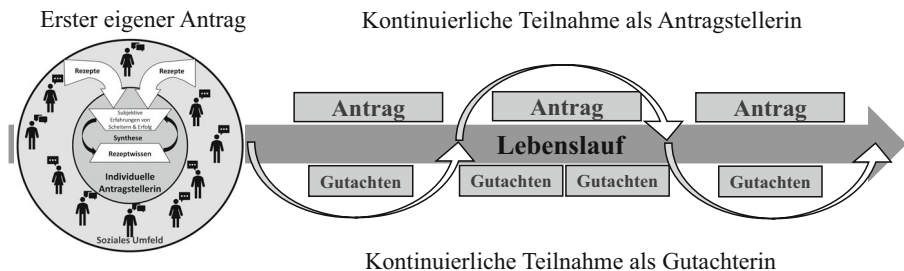 Erster eigener Antrag
Kontinuierliche Teilnahme als Antragstellerin
Rezepte
Rezepte
Subjektive
Erfahrungen von
Scheitern & Erfolg
Synthese
Rezeptwissen
Individuelle
Antragstellerin
Soziales Umfeld
Antrag
Antrag
Antrag
Lebenslauf
Gutachten
Gutachten
Gutachten
Gutachten
Kontinuierliche Teilnahme als Gutachterin